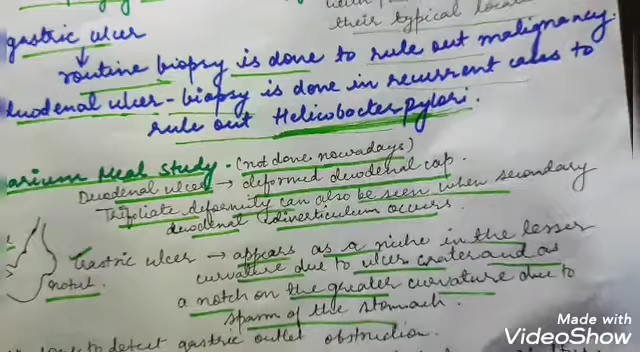 their typical
gastric ulcer
↓
routine biopsy is done to rule out malignancy.
duodenal ulcer - biopsy is done in recurrent cases to
rule out Helicobacter pylori.
arium Meal study. (not done nowadays)
Duodenal ulcer → deformed duodenal cap.
Trifoliate deformity can also be seen when secondary
duodenal diverticulum occurs.
Gastric ulcer → appears as a niche in the lesser
curvature due to ulcer crater and as
notch
a notch on the greater curvature due to
spasm of the stomach.
to detect gastric outlet obstruction.
Made with
VideoShow